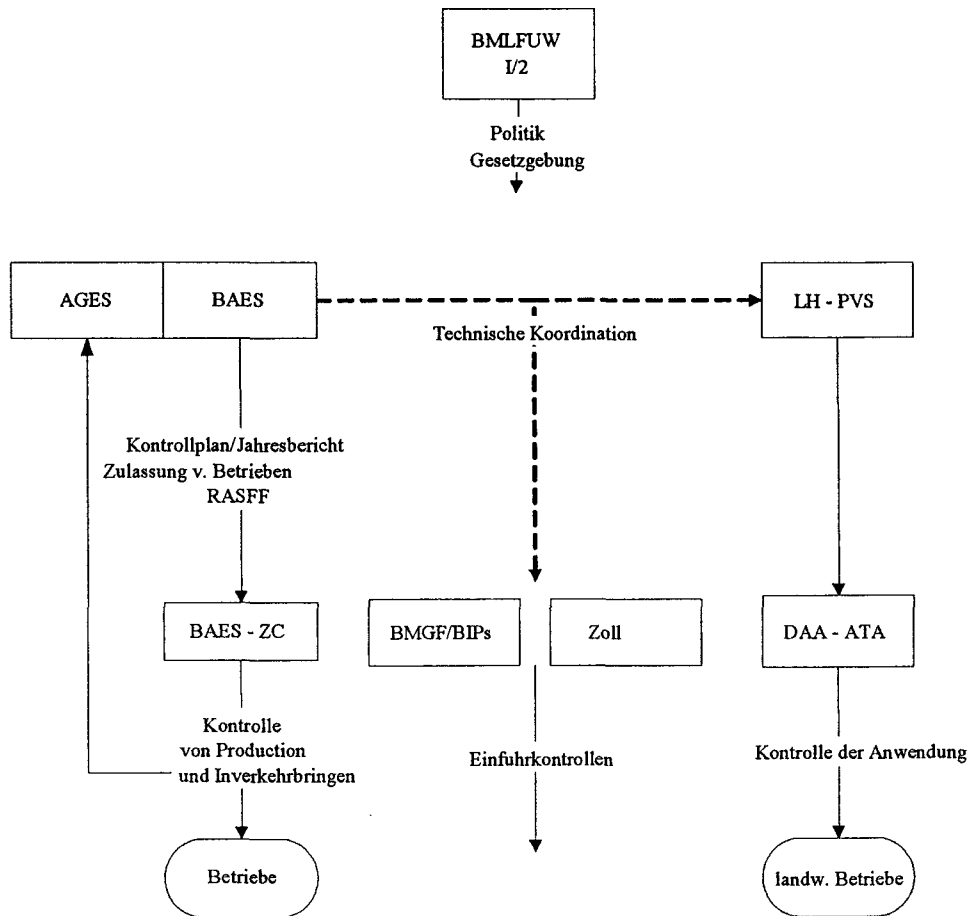 BMLFUW
I/2
Politik
Gesetzgebung
AGES
BAES
LH - PVS
Technische Koordination
Kontrollplan/Jahresbericht
Zulassung v. Betrieben
RASFF
BAES - ZC
BMGF/BIPs
Zoll
DAA - ATA
Kontrolle
von Production
und Inverkehrbringen
Einfuhrkontrollen
Kontrolle der Anwendung
Betriebe
landw. Betriebe